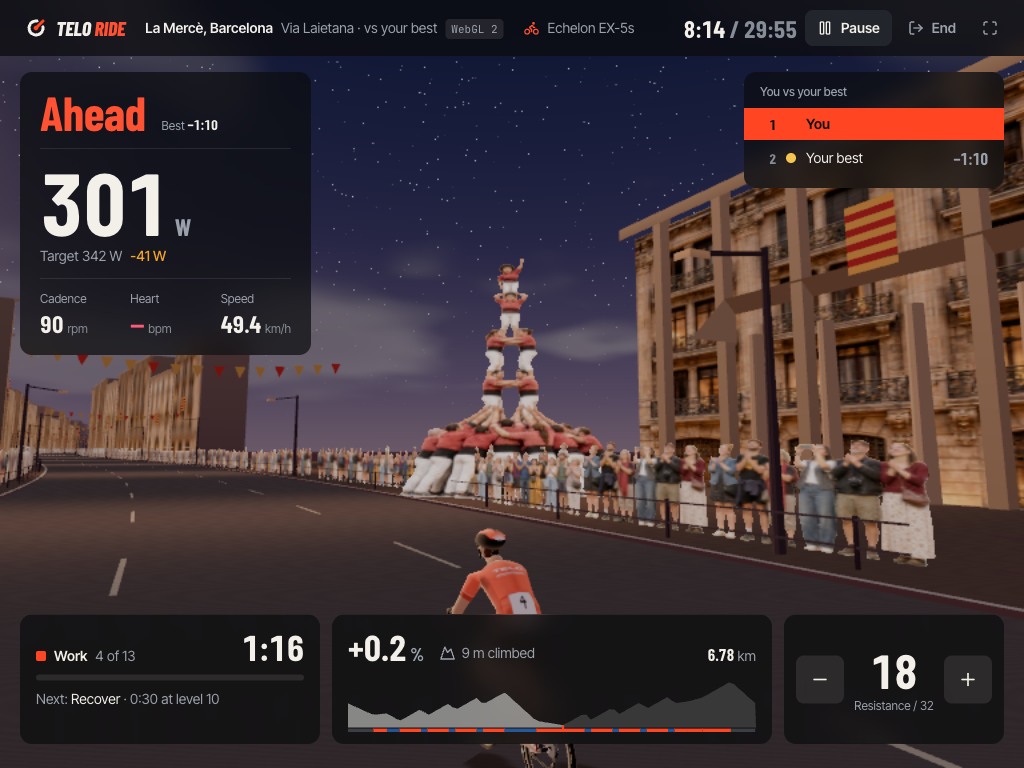 TELO RIDE
La Mercè, Barcelona Via Laietana · vs your best WebGL 2
Echelon EX-5s
8:14 / 29:55
Pause
End
Ahead Best −1:10
301 W
Target 342 W -41 W
Cadence Heart Speed
90 rpm — bpm 49.4 km/h
You vs your best
1 You
2 Your best −1:10
4
Work 4 of 13 1:16
Next: Recover · 0:30 at level 10
+0.2 % 9 m climbed 6.78 km
− 18 +
Resistance / 32